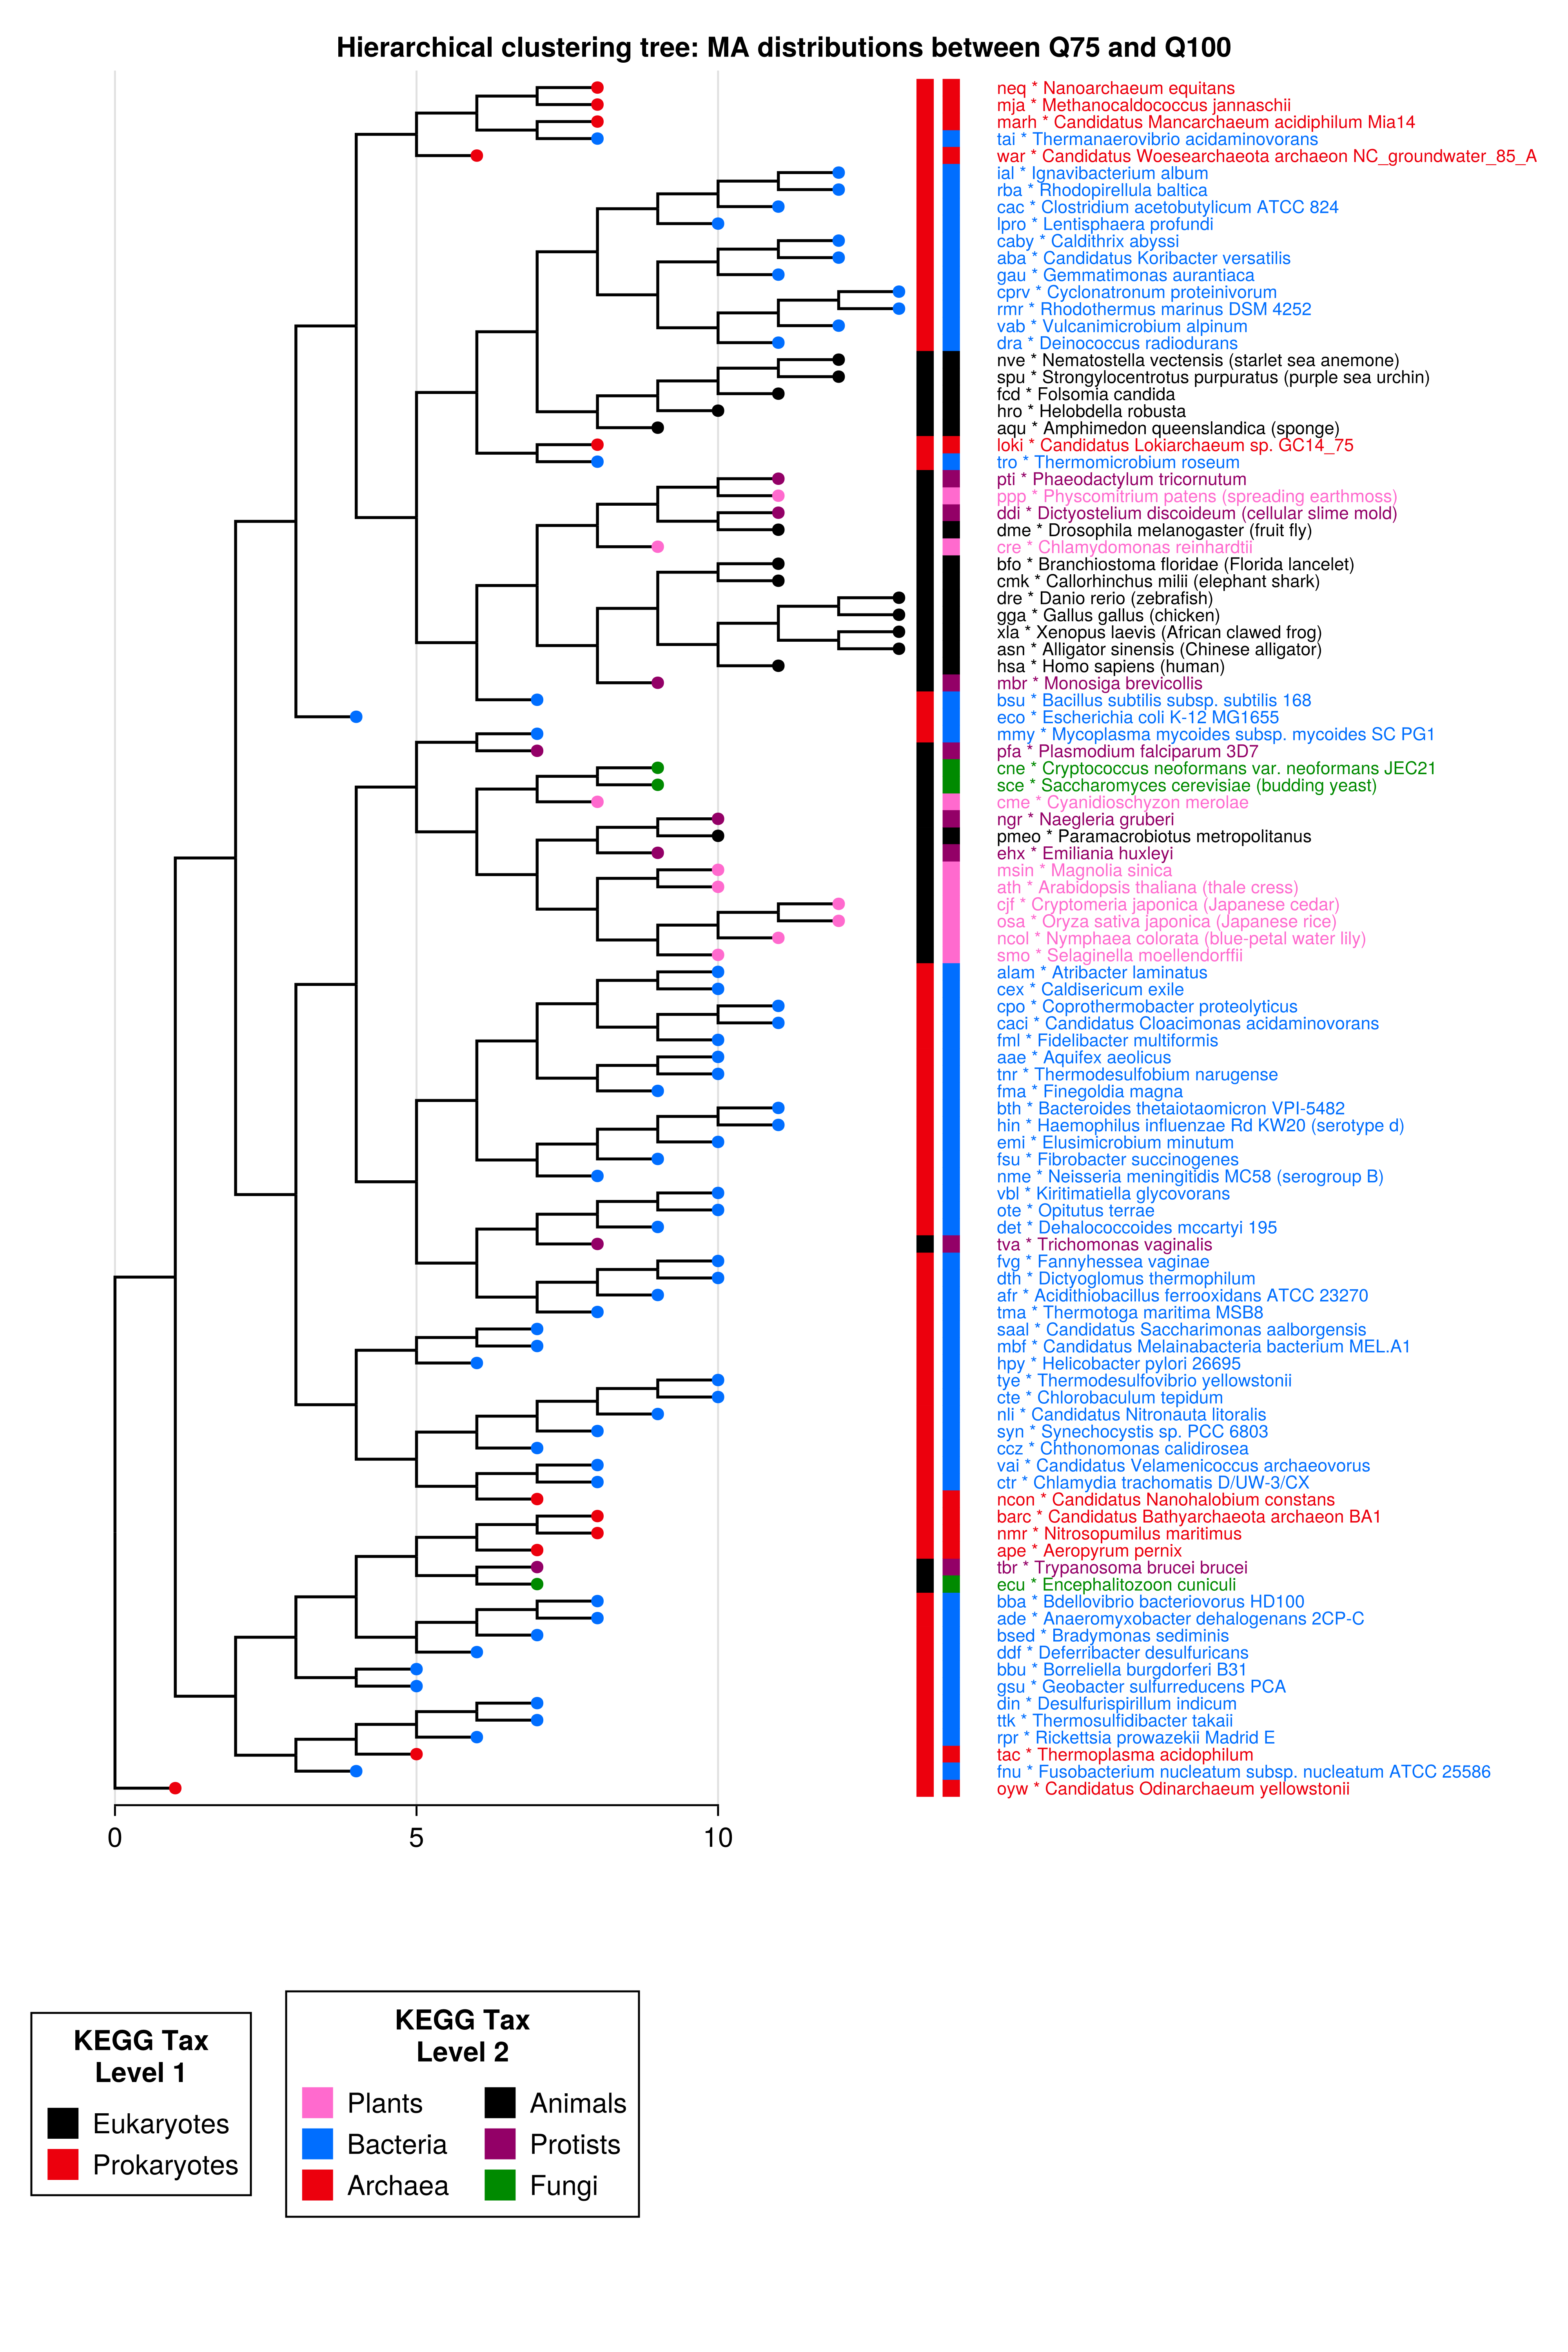 Hierarchical clustering tree: MA distributions between Q75 and Q100
neq * Nanoarchaeum equitans
mja * Methanocaldococcus jannaschii
marh * Candidatus Mancarchaeum acidiphilum Mia14
tai * Thermanaerovibrio acidaminovorans
war * Candidatus Woesearchaeota archaeon NC_groundwater_85_A
ial * Ignavibacterium album
rba * Rhodopirellula baltica
cac * Clostridium acetobutylicum ATCC 824
lpro * Lentisphaera profundi
caby * Caldithrix abyssi
aba * Candidatus Koribacter versatilis
gau * Gemmatimonas aurantiaca
cprv * Cyclonatronum proteinivorum
rmr * Rhodothermus marinus DSM 4252
vab * Vulcanimicrobium alpinum
dra * Deinococcus radiodurans
nve * Nematostella vectensis (starlet sea anemone)
spu * Strongylocentrotus purpuratus (purple sea urchin)
fcd * Folsomia candida
hro * Helobdella robusta
aqu * Amphimedon queenslandica (sponge)
loki * Candidatus Lokiarchaeum sp. GC14_75
tro * Thermomicrobium roseum
pti * Phaeodactylum tricornutum
ppp * Physcomitrium patens (spreading earthmoss)
ddi * Dictyostelium discoideum (cellular slime mold)
dme * Drosophila melanogaster (fruit fly)
cre * Chlamydomonas reinhardtii
bfo * Branchiostoma floridae (Florida lancelet)
cmk * Callorhinchus milii (elephant shark)
dre * Danio rerio (zebrafish)
gga * Gallus gallus (chicken)
xla * Xenopus laevis (African clawed frog)
asn * Alligator sinensis (Chinese alligator)
hsa * Homo sapiens (human)
mbr * Monosiga brevicollis
bsu * Bacillus subtilis subsp. subtilis 168
eco * Escherichia coli K-12 MG1655
mmy * Mycoplasma mycoides subsp. mycoides SC PG1
pfa * Plasmodium falciparum 3D7
cne * Cryptococcus neoformans var. neoformans JEC21
sce * Saccharomyces cerevisiae (budding yeast)
cme * Cyanidioschyzon merolae
ngr * Naegleria gruberi
pmeo * Paramacrobiotus metropolitanus
ehx * Emiliania huxleyi
msin * Magnolia sinica
ath * Arabidopsis thaliana (thale cress)
cjf * Cryptomeria japonica (Japanese cedar)
osa * Oryza sativa japonica (Japanese rice)
ncol * Nymphaea colorata (blue-petal water lily)
smo * Selaginella moellendorffii
alam * Atribacter laminatus
cex * Caldisericum exile
cpo * Coprothermobacter proteolyticus
caci * Candidatus Cloacimonas acidaminovorans
fml * Fidelibacter multiformis
aae * Aquifex aeolicus
tnr * Thermodesulfobium narugense
fma * Finegoldia magna
bth * Bacteroides thetaiotaomicron VPI-5482
hin * Haemophilus influenzae Rd KW20 (serotype d)
emi * Elusimicrobium minutum
fsu * Fibrobacter succinogenes
nme * Neisseria meningitidis MC58 (serogroup B)
vbl * Kiritimatiella glycovorans
ote * Opitutus terrae
det * Dehalococcoides mccartyi 195
tva * Trichomonas vaginalis
fvg * Fannyhessea vaginae
dth * Dictyoglomus thermophilum
afr * Acidithiobacillus ferrooxidans ATCC 23270
tma * Thermotoga maritima MSB8
saal * Candidatus Saccharimonas aalborgensis
mbf * Candidatus Melainabacteria bacterium MEL.A1
hpy * Helicobacter pylori 26695
tye * Thermodesulfovibrio yellowstonii
cte * Chlorobaculum tepidum
nli * Candidatus Nitronauta litoralis
syn * Synechocystis sp. PCC 6803
ccz * Chthonomonas calidirosea
vai * Candidatus Velamenicoccus archaeovorus
ctr * Chlamydia trachomatis D/UW-3/CX
ncon * Candidatus Nanohalobium constans
barc * Candidatus Bathyarchaeota archaeon BA1
nmr * Nitrosopumilus maritimus
ape * Aeropyrum pernix
tbr * Trypanosoma brucei brucei
ecu * Encephalitozoon cuniculi
bba * Bdellovibrio bacteriovorus HD100
ade * Anaeromyxobacter dehalogenans 2CP-C
bsed * Bradymonas sediminis
ddf * Deferribacter desulfuricans
bbu * Borreliella burgdorferi B31
gsu * Geobacter sulfurreducens PCA
din * Desulfurispirillum indicum
ttk * Thermosulfidibacter takaii
rpr * Rickettsia prowazekii Madrid E
tac * Thermoplasma acidophilum
fnu * Fusobacterium nucleatum subsp. nucleatum ATCC 25586
oyw * Candidatus Odinarchaeum yellowstonii
0 5 10
KEGG Tax
Level 1
Eukaryotes
Prokaryotes
KEGG Tax
Level 2
Plants
Bacteria
Archaea
Animals
Protists
Fungi